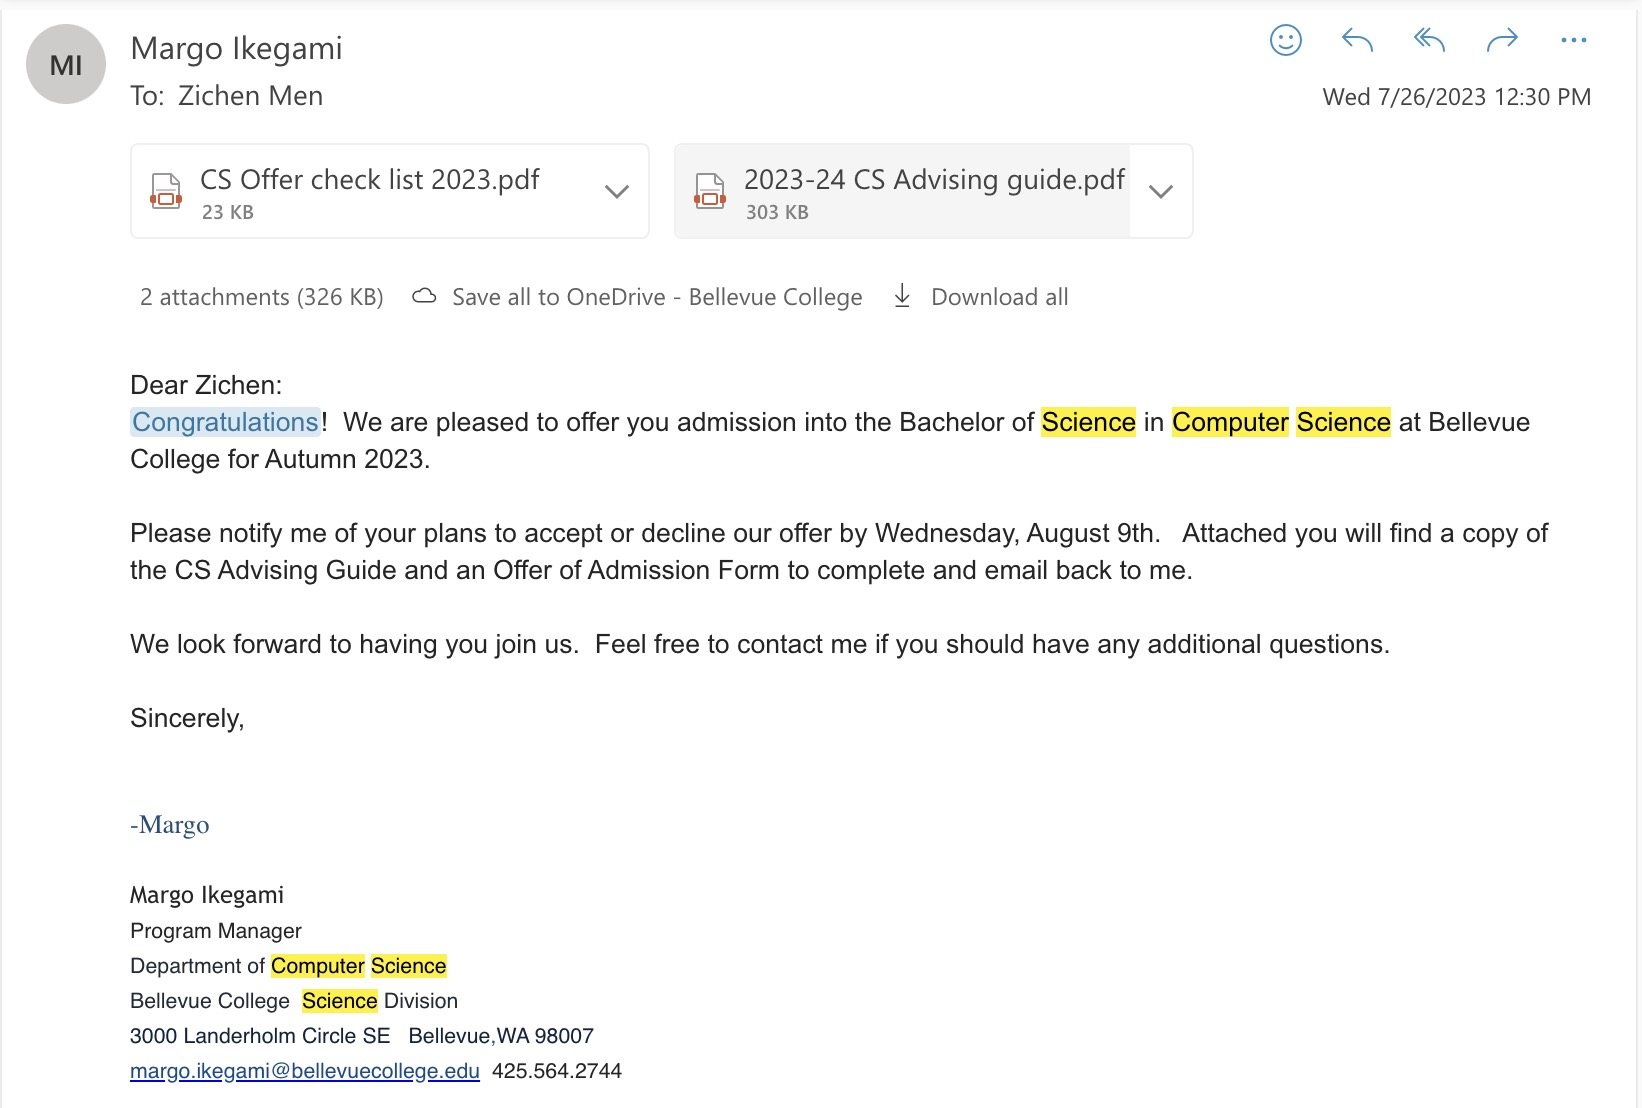 MI
Margo Ikegami
To: Zichen Men
Wed 7/26/2023 12:30 PM
CS Offer check list 2023.pdf
23 KB
2023-24 CS Advising guide.pdf
303 KB
2 attachments (326 KB) Save all to OneDrive - Bellevue College Download all
Dear Zichen:
Congratulations!  We are pleased to offer you admission into the Bachelor of Science in Computer Science at Bellevue
College for Autumn 2023.
Please notify me of your plans to accept or decline our offer by Wednesday, August 9th.   Attached you will find a copy of
the CS Advising Guide and an Offer of Admission Form to complete and email back to me.
We look forward to having you join us.  Feel free to contact me if you should have any additional questions.
Sincerely,
-Margo
Margo Ikegami
Program Manager
Department of Computer Science
Bellevue College  Science Division
3000 Landerholm Circle SE   Bellevue,WA 98007
margo.ikegami@bellevuecollege.edu  425.564.2744